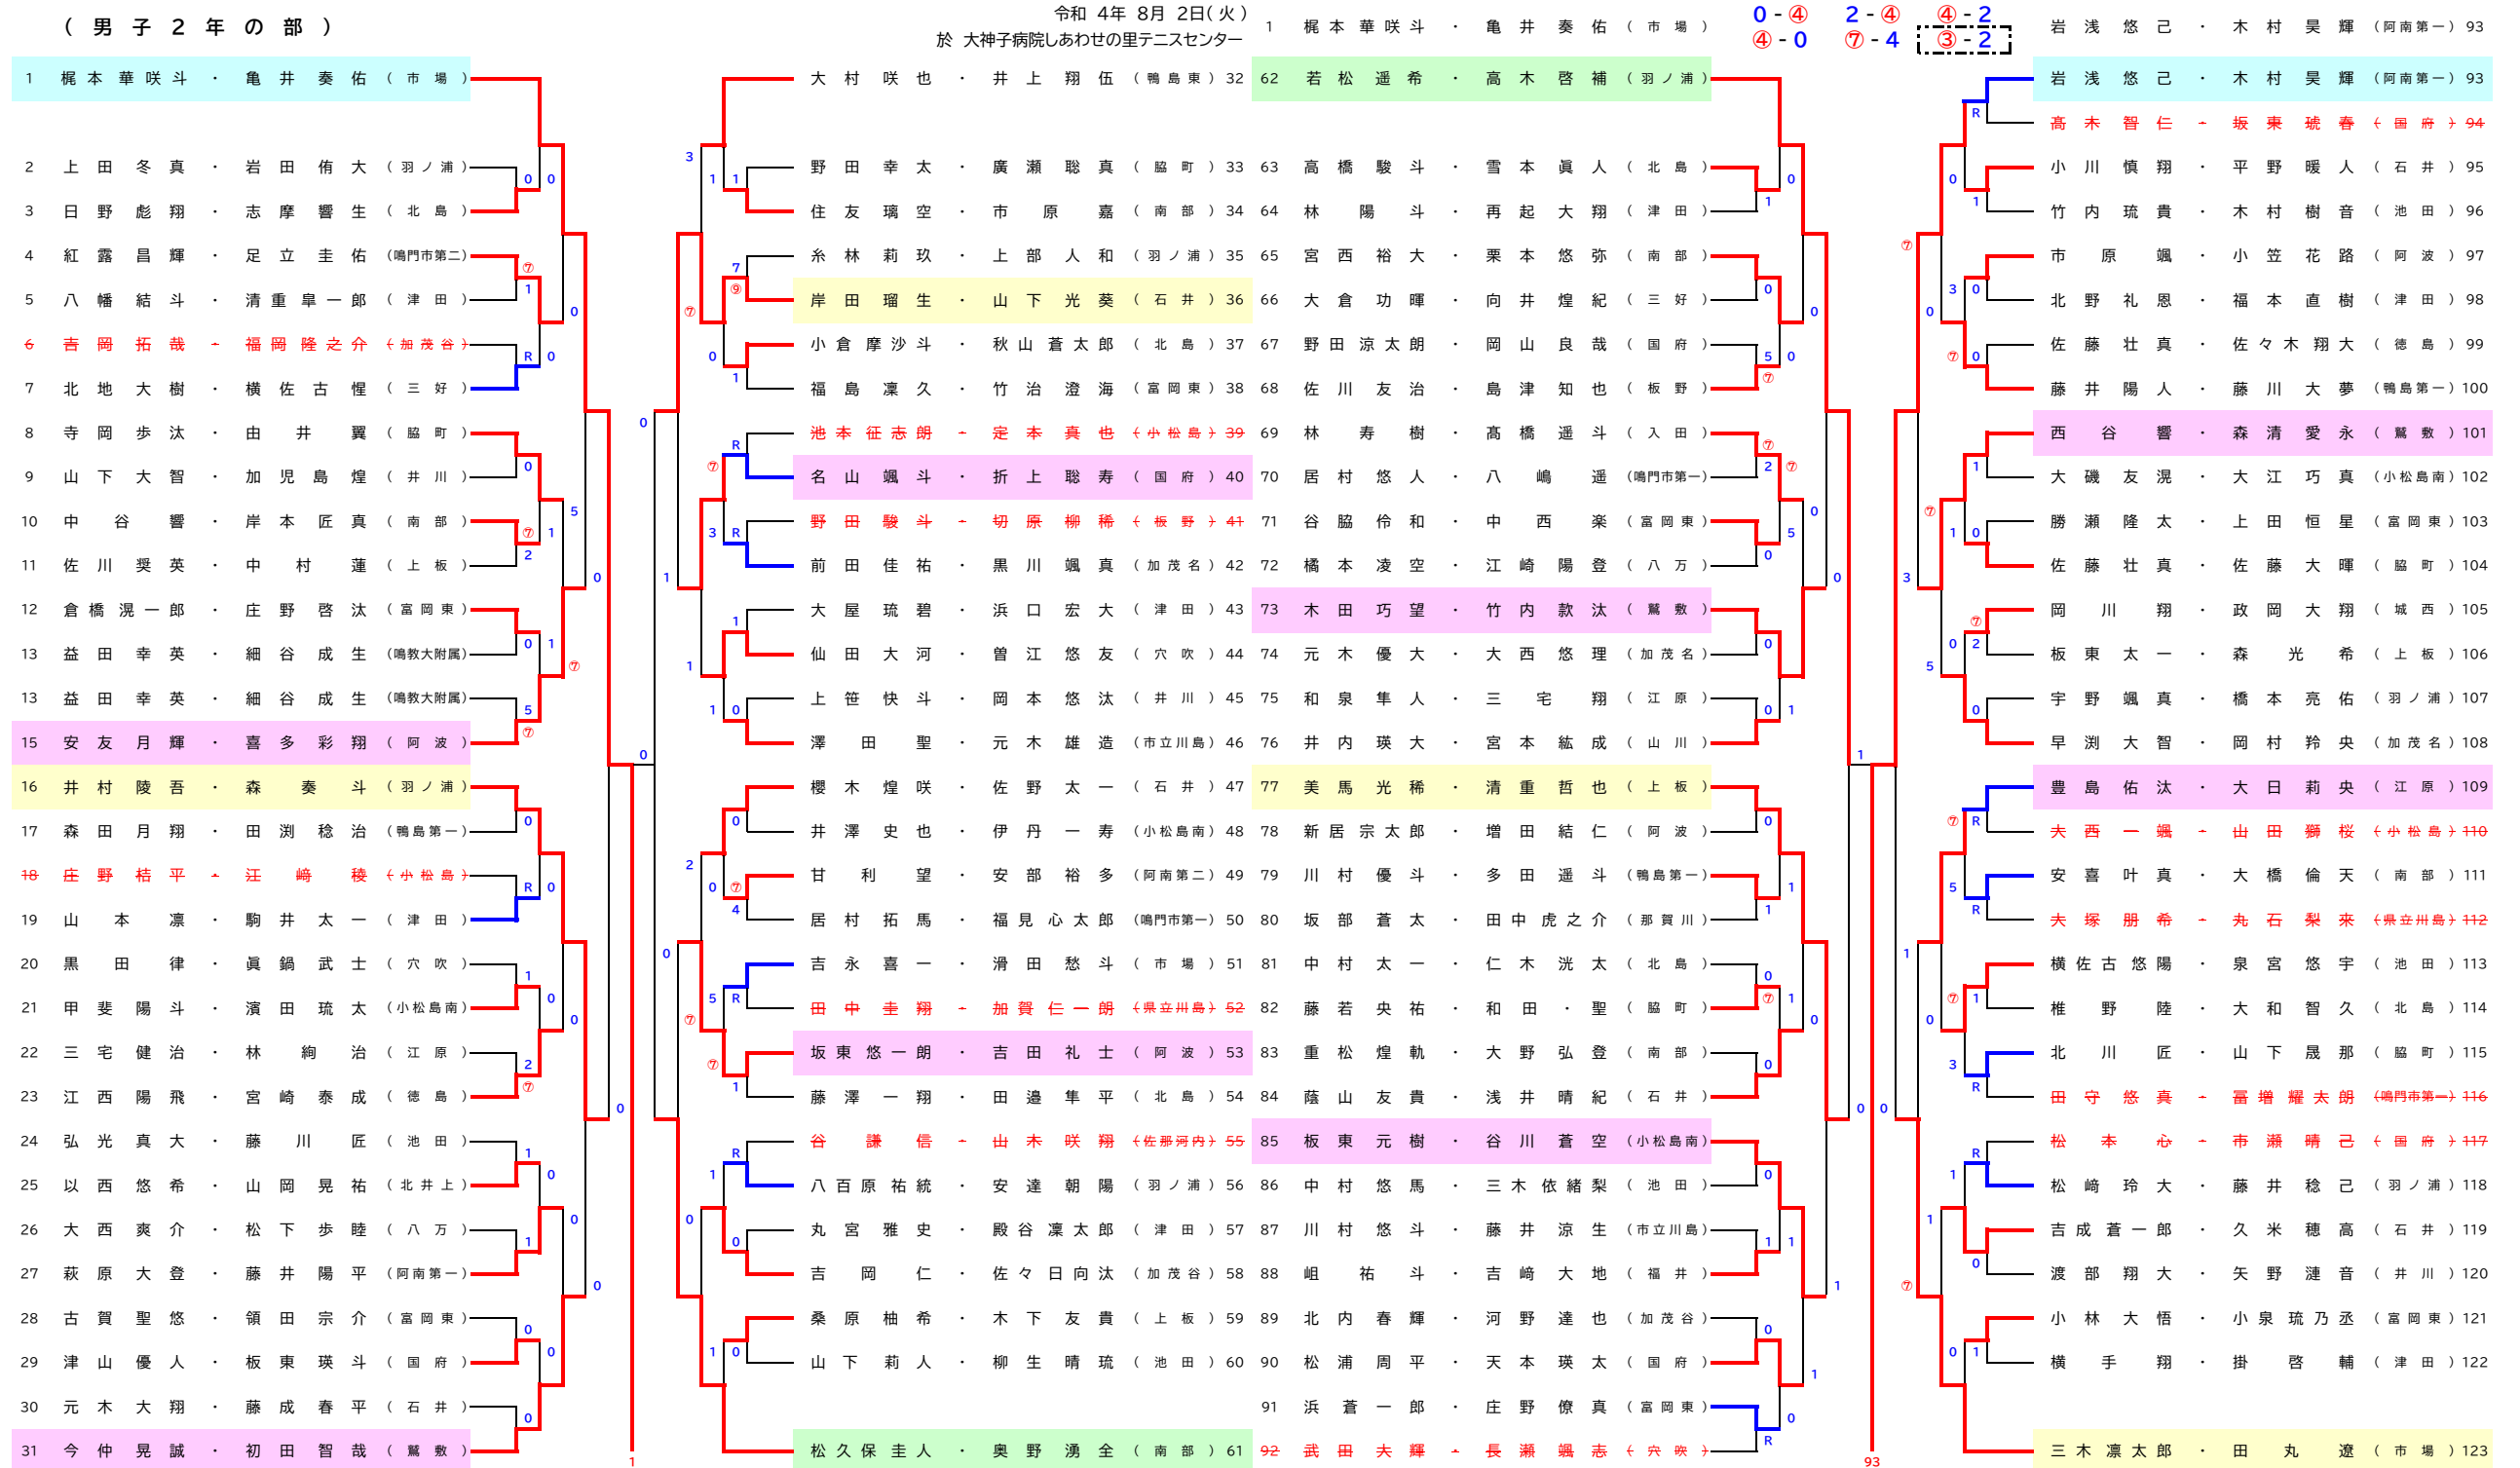 （ 男 子 ２ 年 の 部 ）
令和 4年 8月 2日(火)
於 大神子病院しあわせの里テニスセンター
1 梶本華咲斗・亀井奏佑（市場） 0-④ 2-④ ④-2 岩浅悠己・木村昊輝（阿南第一）93
④-0 ⑦-4 ③-2
1 梶本華咲斗・亀井奏佑（市場）
2 上田冬真・岩田侑大（羽ノ浦）
3 日野彪翔・志摩響生（北島）
4 紅露昌輝・足立圭佑（鳴門市第二）
5 八幡結斗・清重皐一郎（津田）
6 吉岡拓哉・福岡隆之介（加茂谷）
7 北地大樹・横佐古惺（三好）
8 寺岡歩汰・由井翼（脇町）
9 山下大智・加児島煌（井川）
10 中谷響・岸本匠真（南部）
11 佐川奨英・中村蓮（上板）
12 倉橋滉一郎・庄野啓汰（富岡東）
13 益田幸英・細谷成生（鳴教大附属）
13 益田幸英・細谷成生（鳴教大附属）
15 安友月輝・喜多彩翔（阿波）
16 井村陵吾・森奏斗（羽ノ浦）
17 森田月翔・田渕稔治（鴨島第一）
18 庄野桔平・江﨑稜（小松島）
19 山本凛・駒井太一（津田）
20 黒田律・眞鍋武士（穴吹）
21 甲斐陽斗・濱田琉太（小松島南）
22 三宅健治・林絢治（江原）
23 江西陽飛・宮崎泰成（徳島）
24 弘光真大・藤川匠（池田）
25 以西悠希・山岡晃祐（北井上）
26 大西爽介・松下歩睦（八万）
27 萩原大登・藤井陽平（阿南第一）
28 古賀聖悠・領田宗介（富岡東）
29 津山優人・板東瑛斗（国府）
30 元木大翔・藤成春平（石井）
31 今仲晃誠・初田智哉（鷲敷）
1
大村咲也・井上翔伍（鴨島東）32
野田幸太・廣瀬聡真（脇町）33
住友璃空・市原嘉（南部）34
糸林莉玖・上部人和（羽ノ浦）35
岸田瑠生・山下光葵（石井）36
小倉摩沙斗・秋山蒼太郎（北島）37
福島凜久・竹治澄海（富岡東）38
池本征志朗・定本真也（小松島）39
名山颯斗・折上聡寿（国府）40
野田駿斗・切原柳稀（板野）41
前田佳祐・黒川颯真（加茂名）42
大屋琉碧・浜口宏大（津田）43
仙田大河・曽江悠友（穴吹）44
上笹快斗・岡本悠汰（井川）45
澤田聖・元木雄造（市立川島）46
櫻木煌咲・佐野太一（石井）47
井澤史也・伊丹一寿（小松島南）48
甘利望・安部裕多（阿南第二）49
居村拓馬・福見心太郎（鳴門市第一）50
吉永喜一・滑田愁斗（市場）51
田中圭翔・加賀仁一朗（県立川島）52
坂東悠一朗・吉田礼士（阿波）53
藤澤一翔・田邉隼平（北島）54
谷謙信・山木咲翔（佐那河内）55
八百原祐統・安達朝陽（羽ノ浦）56
丸宮雅史・殿谷凜太郎（津田）57
吉岡仁・佐々日向汰（加茂谷）58
桑原柚希・木下友貴（上板）59
山下莉人・柳生晴琉（池田）60
松久保圭人・奥野湧全（南部）61
62 若松遥希・高木啓補（羽ノ浦）
63 高橋駿斗・雪本眞人（北島）
64 林陽斗・再起大翔（津田）
65 宮西裕大・栗本悠弥（南部）
66 大倉功暉・向井煌紀（三好）
67 野田涼太朗・岡山良哉（国府）
68 佐川友治・島津知也（板野）
69 林寿樹・髙橋遥斗（入田）
70 居村悠人・八嶋遥（鳴門市第一）
71 谷脇伶和・中西楽（富岡東）
72 橘本凌空・江崎陽登（八万）
73 木田巧望・竹内款汰（鷲敷）
74 元木優大・大西悠理（加茂名）
75 和泉隼人・三宅翔（江原）
76 井内瑛大・宮本紘成（山川）
77 美馬光稀・清重哲也（上板）
78 新居宗太郎・増田結仁（阿波）
79 川村優斗・多田遥斗（鴨島第一）
80 坂部蒼太・田中虎之介（那賀川）
81 中村太一・仁木洸太（北島）
82 藤若央祐・和田・聖（脇町）
83 重松煌軌・大野弘登（南部）
84 蔭山友貴・浅井晴紀（石井）
85 板東元樹・谷川蒼空（小松島南）
86 中村悠馬・三木依緒梨（池田）
87 川村悠斗・藤井涼生（市立川島）
88 岨祐斗・吉﨑大地（福井）
89 北内春輝・河野達也（加茂谷）
90 松浦周平・天本瑛太（国府）
91 浜蒼一郎・庄野僚真（富岡東）
92 武田大輝・長瀬颯志（穴吹）
93
岩浅悠己・木村昊輝（阿南第一）93
髙木智仁・坂東琥春（国府）94
小川慎翔・平野暖人（石井）95
竹内琉貴・木村樹音（池田）96
市原颯・小笠花路（阿波）97
北野礼恩・福本直樹（津田）98
佐藤壮真・佐々木翔大（徳島）99
藤井陽人・藤川大夢（鴨島第一）100
西谷響・森清愛永（鷲敷）101
大磯友滉・大江巧真（小松島南）102
勝瀬隆太・上田恒星（富岡東）103
佐藤壮真・佐藤大暉（脇町）104
岡川翔・政岡大翔（城西）105
板東太一・森光希（上板）106
宇野颯真・橋本亮佑（羽ノ浦）107
早渕大智・岡村羚央（加茂名）108
豊島佑汰・大日莉央（江原）109
大西一颯・山田獅桜（小松島）110
安喜叶真・大橋倫天（南部）111
大塚朋希・丸石梨来（県立川島）112
横佐古悠陽・泉宮悠宇（池田）113
椎野陸・大和智久（北島）114
北川匠・山下晟那（脇町）115
田守悠真・冨増耀太朗（鳴門市第一）116
松本心・市瀬晴己（国府）117
松﨑玲大・藤井稔己（羽ノ浦）118
吉成蒼一郎・久米穂高（石井）119
渡部翔大・矢野漣音（井川）120
小林大悟・小泉琉乃丞（富岡東）121
横手翔・掛啓輔（津田）122
三木凛太郎・田丸遼（市場）123